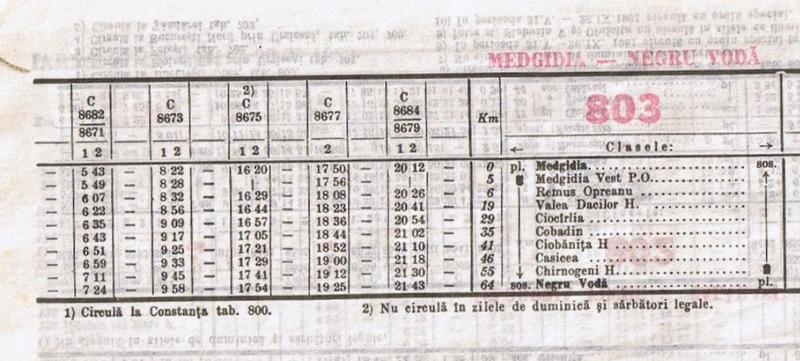 MEDGIDIA — NEGRU VODĂ
803
2)
C C C C C
8682 8673 8675 8677 8684 Km
8671 8679
← Clasele: →
1 2 1 2 1 2 2 1 2
— 5 43 — 8 22 — 16 20 — 17 50 — 20 12 — 0 pl. Medgidia sos.
— 5 49 — 8 28 — | — 17 56 — — 5 Medgidia Vest P.O.
— 6 07 — 8 32 — 16 29 — 18 08 — 20 26 — 6 Remus Opreanu
— 6 22 — 8 56 — 16 44 — 18 23 — 20 41 — 19 Valea Dacilor H.
— 6 35 — 9 09 — 16 57 — 18 36 — 20 54 — 29 Ciocîrlia
— 6 43 — 9 17 — 17 05 — 18 44 — 21 02 — 35 Cobadin
— 6 51 — 9 25 — 17 21 — 18 52 — 21 10 — 41 Ciobănița H
— 6 59 — 9 33 — 17 29 — 19 00 — 21 18 — 46 Casicea
— 7 11 — 9 45 — 17 41 — 19 12 — 21 30 — 55 Chirnogeni H.
— 7 24 — 9 58 — 17 54 — 19 25 — 21 43 — 64 sos. Negru Vodă pl.
1) Circulă la Constanța tab. 800. 2) Nu circulă în zilele de duminică și sărbători legale.